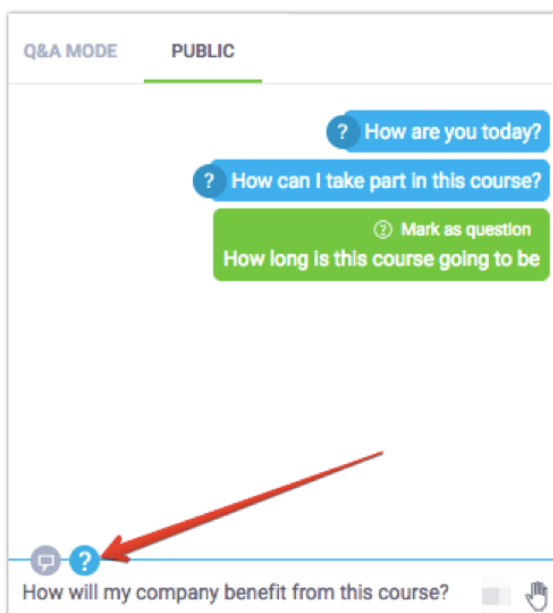 Q&A MODE PUBLIC
? How are you today?
? How can I take part in this course?
? Mark as question
How long is this course going to be
?
How will my company benefit from this course?